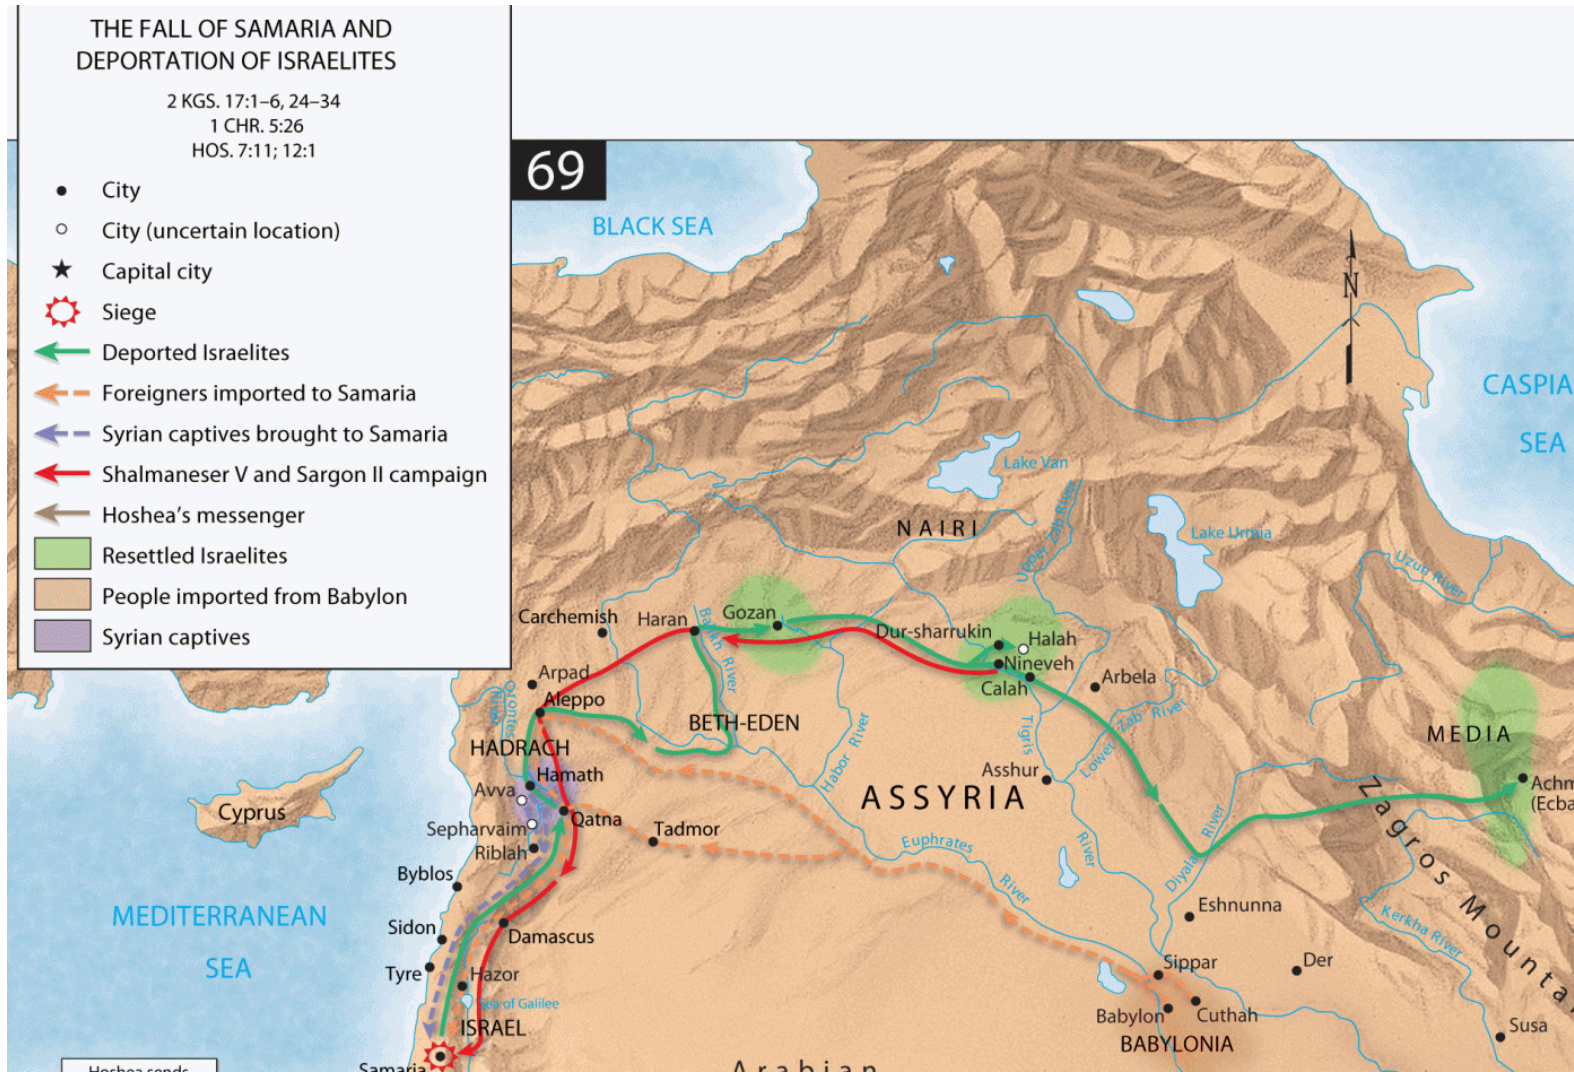 THE FALL OF SAMARIA AND
DEPORTATION OF ISRAELITES
2 KGS. 17:1–6, 24–34
1 CHR. 5:26
HOS. 7:11; 12:1
City
City (uncertain location)
Capital city
Siege
Deported Israelites
Foreigners imported to Samaria
Syrian captives brought to Samaria
Shalmaneser V and Sargon II campaign
Hoshea's messenger
Resettled Israelites
People imported from Babylon
Syrian captives
69
BLACK SEA
N
CASPIA
SEA
Lake Van
NAIRI
Upper Zab River
Lake Urmia
Uzun River
Carchemish
Haran
Balikh River
Gozan
Dur-sharrukin
Halah
Nineveh
Calah
Arbela
Arpad
Aleppo
Orontes
River
HADRACH
BETH-EDEN
Habor River
Tigris
River
Lower Zab River
MEDIA
Achm
(Ecba
Hamath
Avva
Asshur
ASSYRIA
Cyprus
Sepharvaim
Qatna
Riblah
Tadmor
Euphrates
River
Diyala River
Zagros Mountai
Byblos
MEDITERRANEAN
SEA
Sidon
Damascus
Eshnunna
Kerkha River
Tyre
Hazor
Sea of Galilee
Sippar
Der
ISRAEL
Babylon
Cuthah
BABYLONIA
Susa
Samaria
Hoshea sends
Arabian